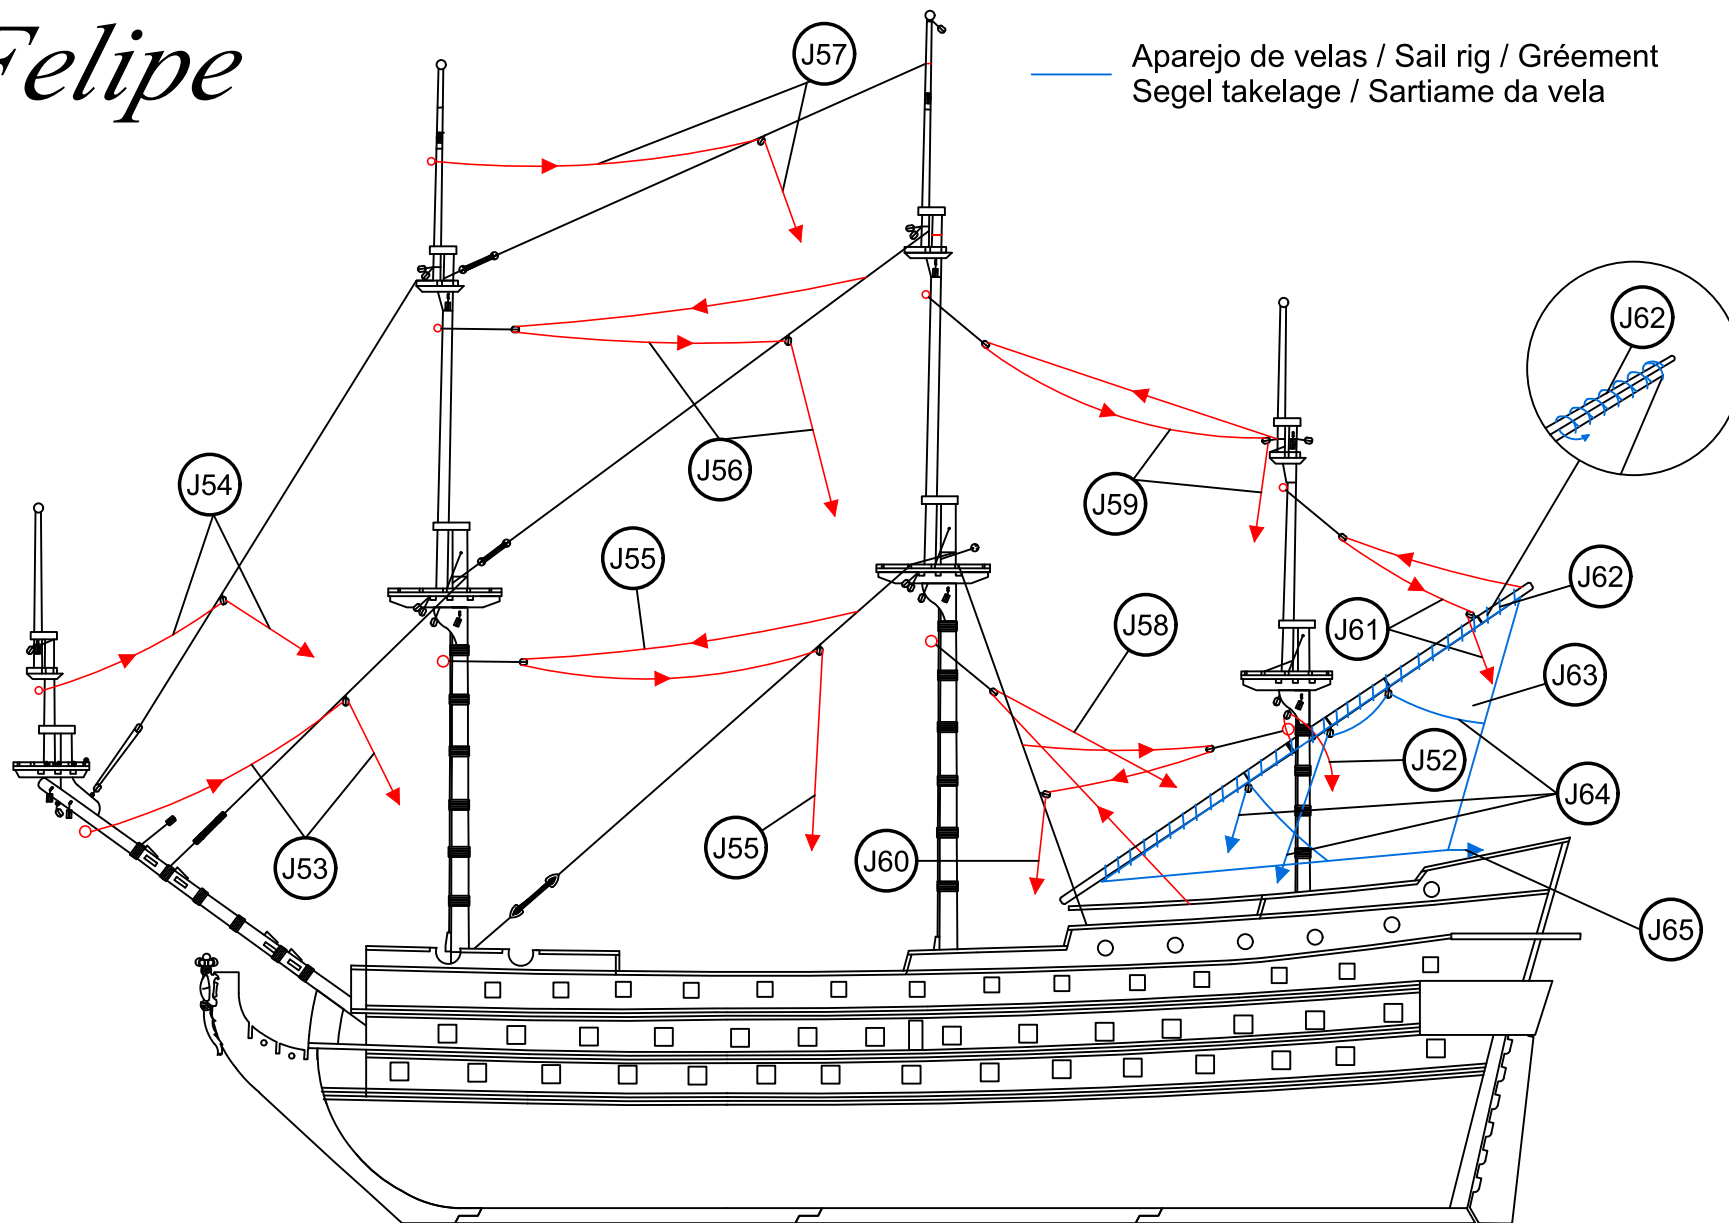 Felipe
Aparejo de velas / Sail rig / Gréement
Segel takelage / Sartiame da vela
J57
J62
J54
J56
J59
J55
J62
J58
J61
J63
J52
J64
J55
J60
J53
J65